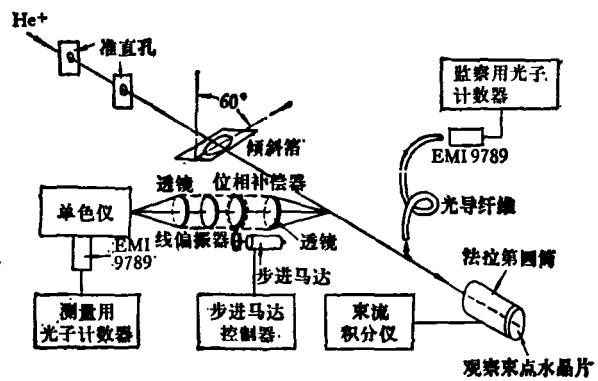 He+
准直孔
60°
倾斜箔
监察用光子
计数器
EMI 9789
光导纤维
透镜
位相补偿器
单色仪
线偏振器
透镜
EMI
9789
步进马达
法拉第圆筒
测量用
光子计数器
步进马达
控制器
束流
积分仪
观察束点水晶片